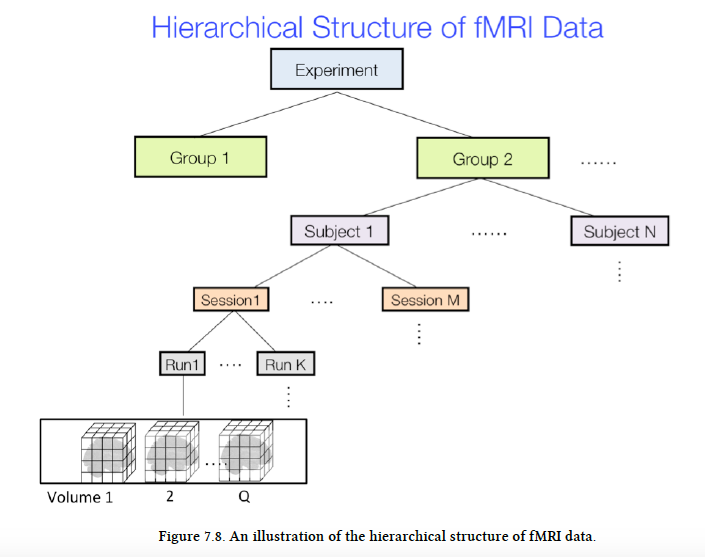 Hierarchical Structure of fMRI Data
Experiment
Group 1
Group 2
......
Subject 1
......
Subject N
Session1
....
Session M
Run1
....
Run K
....
Volume 1
2
Q
Figure 7.8. An illustration of the hierarchical structure of fMRI data.